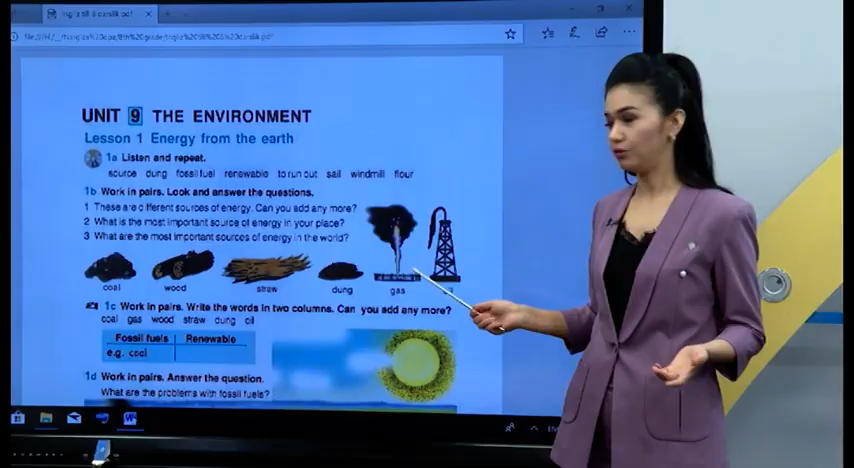 UNIT 9 THE ENVIRONMENT
Lesson 1 Energy from the earth
1a Listen and repeat.
source dung fossil fuel renewable to run out sail windmill flour
1b Work in pairs. Look and answer the questions.
1 These are different sources of energy. Can you add any more?
2 What is the most important source of energy in your place?
3 What are the most important sources of energy in the world?
coal wood straw dung gas
1c Work in pairs. Write the words in two columns. Can you add any more?
coal gas wood straw dung oil
Fossil fuels Renewable
e.g. coal
1d Work in pairs. Answer the question.
What are the problems with fossil fuels?